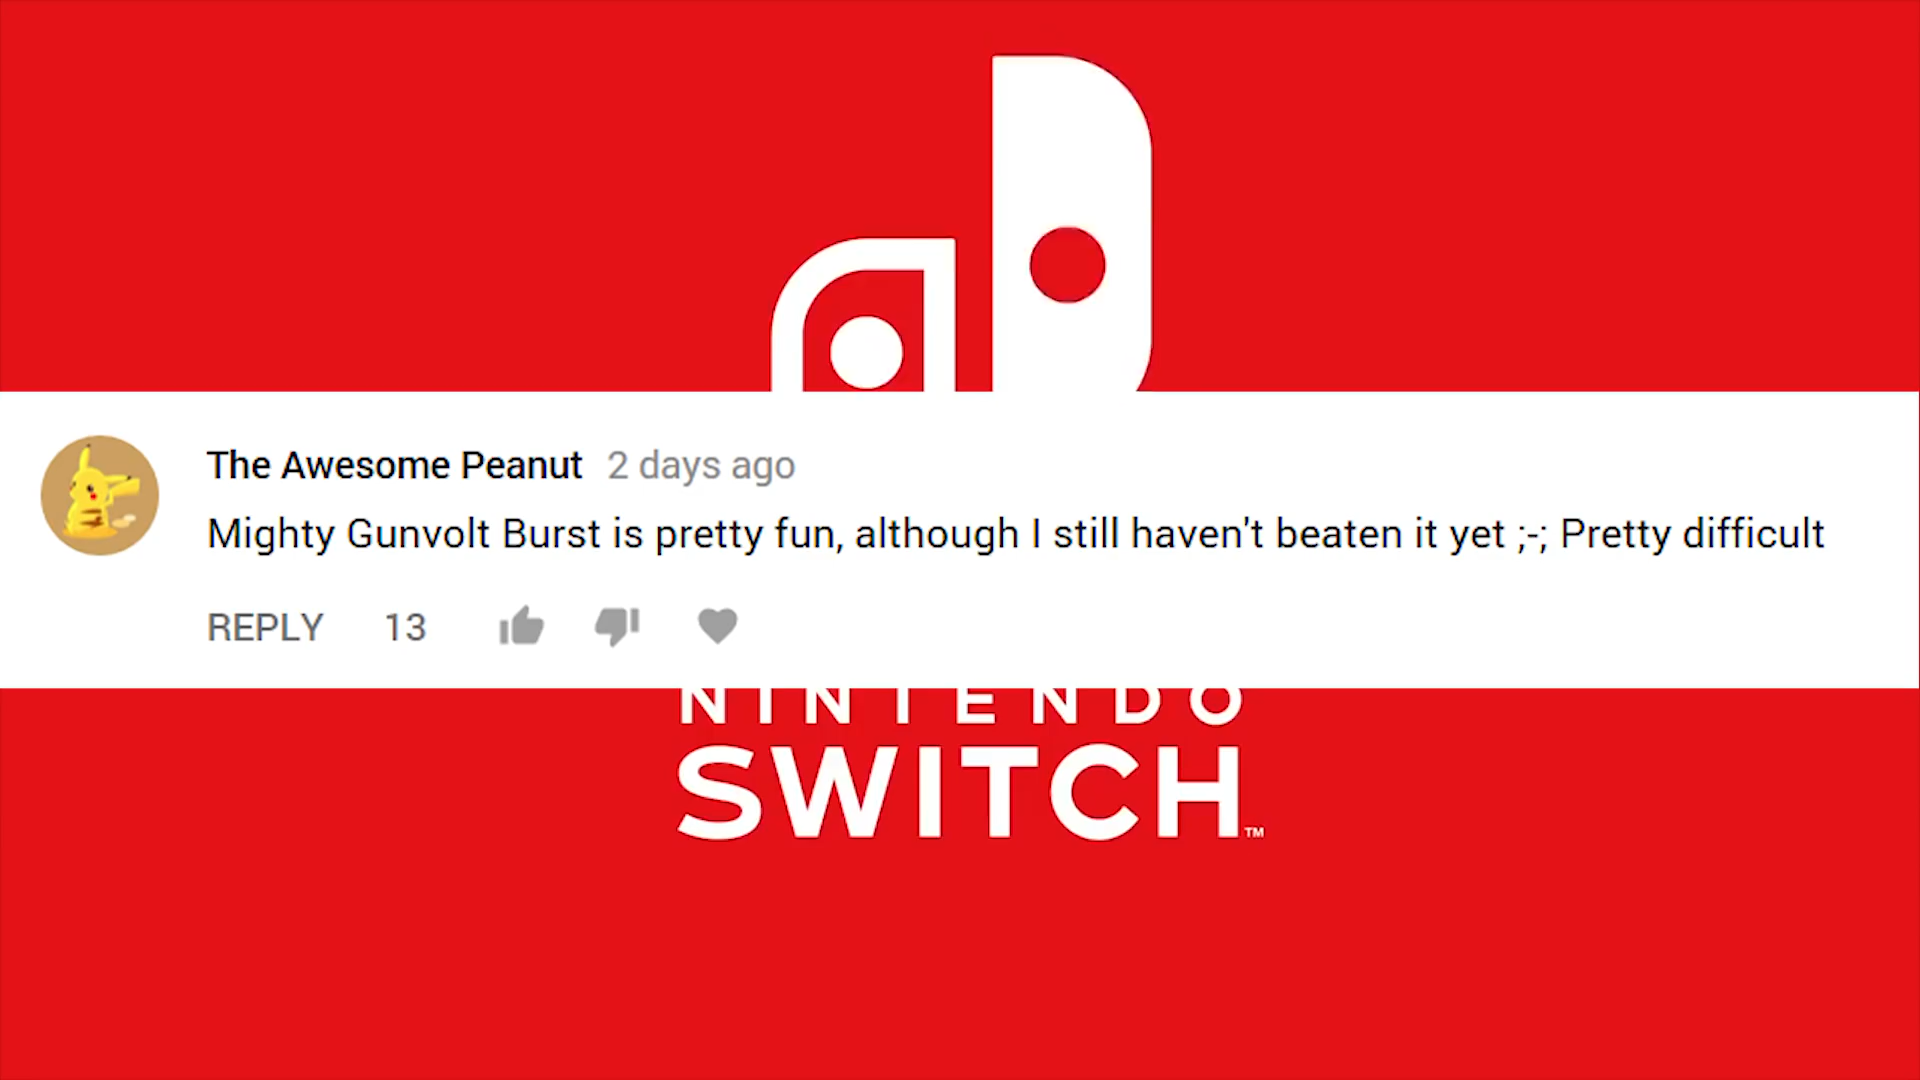 The Awesome Peanut 2 days ago
Mighty Gunvolt Burst is pretty fun, although I still haven't beaten it yet ;-; Pretty difficult
REPLY 13
NINTENDO
SWITCH™